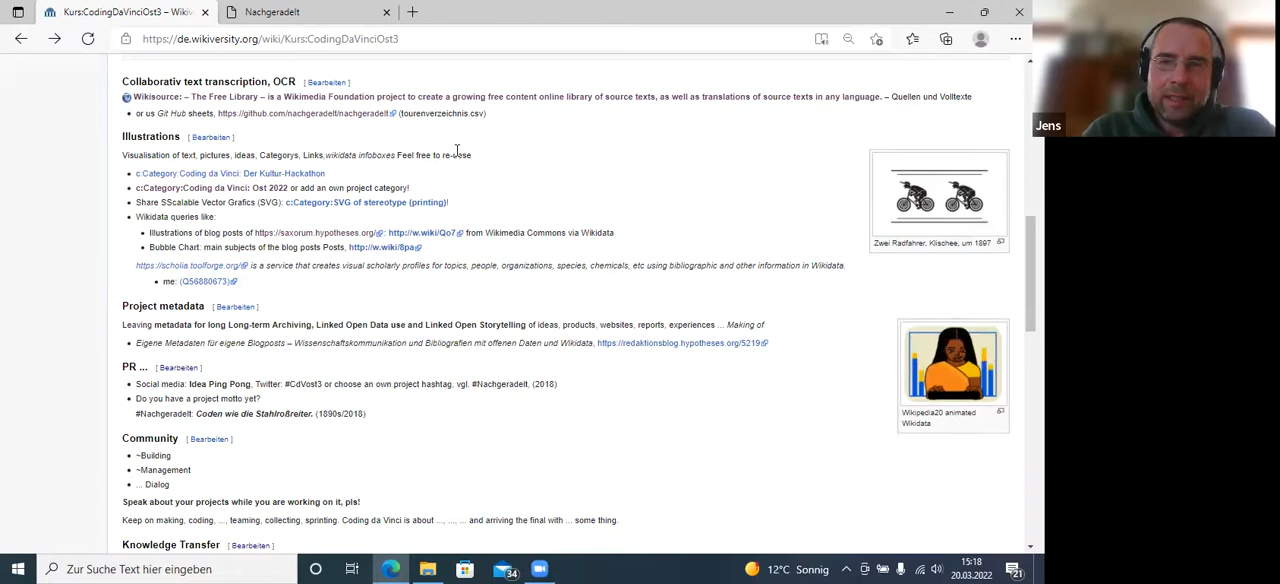 Kurs:CodingDaVinciOst3 – Wikiv
Nachgeradelt
https://de.wikiversity.org/wiki/Kurs:CodingDaVinciOst3
Collaborativ text transcription, OCR [ Bearbeiten ]
Wikisource: – The Free Library – is a Wikimedia Foundation project to create a growing free content online library of source texts, as well as translations of source texts in any language. – Quellen und Volltexte
or us Git Hub sheets, https://github.com/nachgeradelt/nachgeradelt (tourenverzeichnis.csv)
Illustrations [ Bearbeiten ]
Visualisation of text, pictures, ideas, Categorys, Links,wikidata infoboxes Feel free to re-use
c:Category:Coding da Vinci: Der Kultur-Hackathon
c:Category:Coding da Vinci: Ost 2022 or add an own project category!
Share SScalable Vector Grafics (SVG): c:Category:SVG of stereotype (printing)!
Wikidata queries like:
Illustrations of blog posts of https://saxorum.hypotheses.org/: http://w.wiki/Qo7 from Wikimedia Commons via Wikidata
Bubble Chart: main subjects of the blog posts Posts, http://w.wiki/8pa
https://scholia.toolforge.org/ is a service that creates visual scholarly profiles for topics, people, organizations, species, chemicals, etc using bibliographic and other information in Wikidata.
me: (Q56880673)
Zwei Radfahrer, Klischee, um 1897
Project metadata [ Bearbeiten ]
Leaving metadata for long Long-term Archiving, Linked Open Data use and Linked Open Storytelling of ideas, products, websites, reports, experiences ... Making of
Eigene Metadaten für eigene Blogposts – Wissenschaftskommunikation und Bibliografien mit offenen Daten und Wikidata, https://redaktionsblog.hypotheses.org/5219
PR ... [ Bearbeiten ]
Social media: Idea Ping Pong, Twitter: #CdVost3 or choose an own project hashtag, vgl. #Nachgeradelt, (2018)
Do you have a project motto yet?
#Nachgeradelt: Coden wie die Stahlroßreiter. (1890s/2018)
Wikipedia20 animated
Wikidata
Community [ Bearbeiten ]
~Building
~Management
... Dialog
Speak about your projects while you are working on it, pls!
Keep on making, coding, ..., teaming, collecting, sprinting. Coding da Vinci is about ..., ..., ... and arriving the final with ... some thing.
Knowledge Transfer [ Bearbeiten ]
Jens
Zur Suche Text hier eingeben
34
12°C Sonnig
15:18
20.03.2022
21